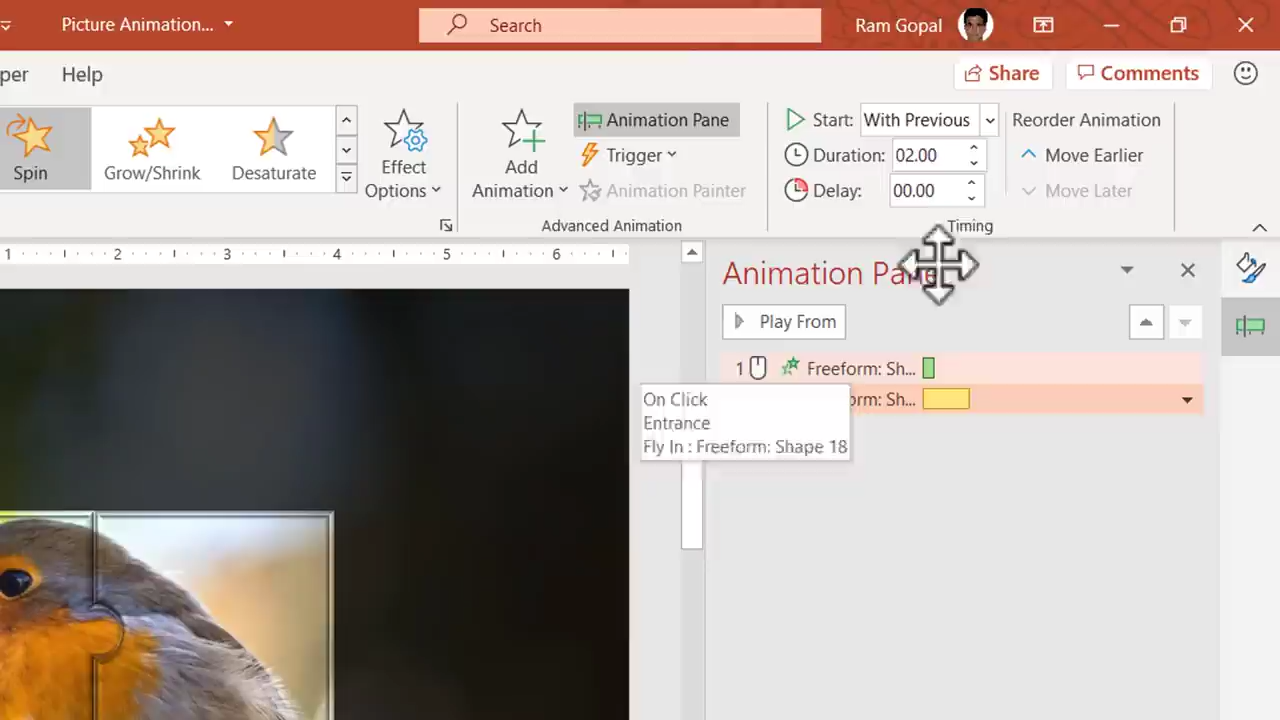 Picture Animation...
Search
Ram Gopal
per
Help
Share
Comments
Spin
Grow/Shrink
Desaturate
Effect
Options
Add
Animation
Animation Pane
Trigger
Animation Painter
Advanced Animation
Start:
With Previous
Duration:
02.00
Delay:
00.00
Timing
Reorder Animation
Move Earlier
Move Later
1 2 3 4 5 6
Animation Pane
Play From
1
Freeform: Sh...
orm: Sh...
On Click
Entrance
Fly In : Freeform: Shape 18